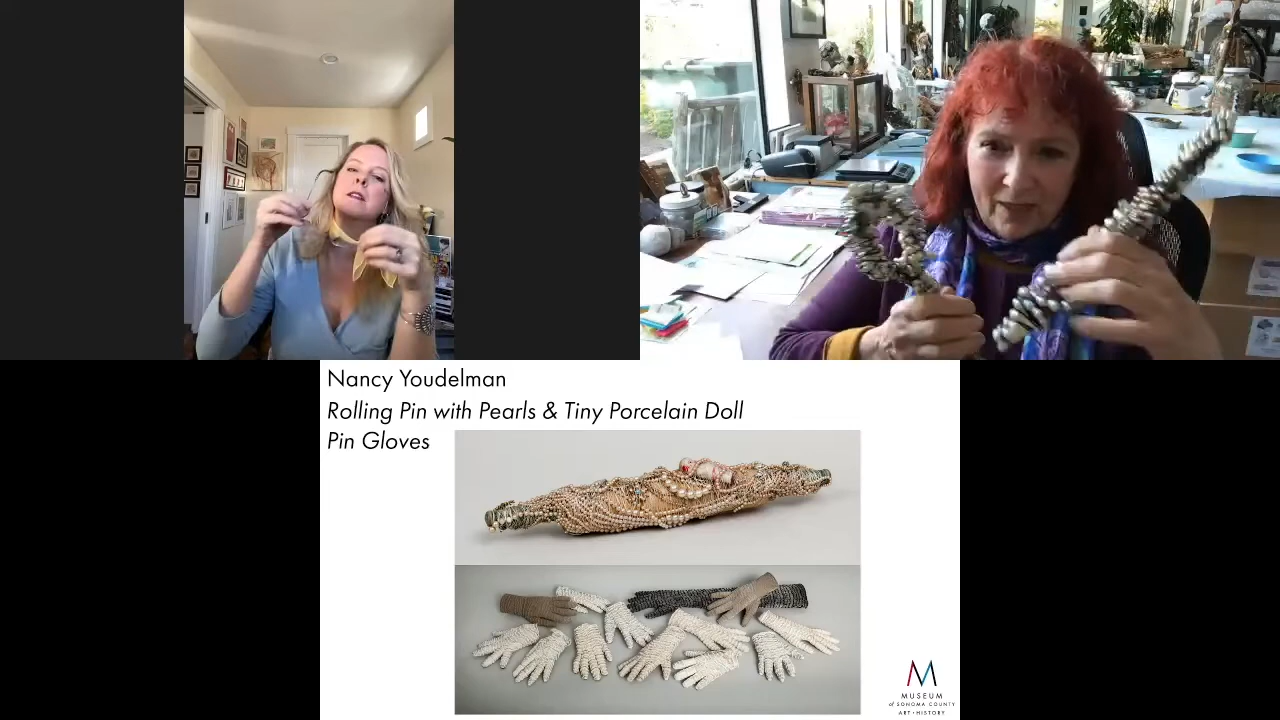 Nancy Youdelman
Rolling Pin with Pearls & Tiny Porcelain Doll
Pin Gloves
M
MUSEUM
of SONOMA COUNTY
ART + HISTORY